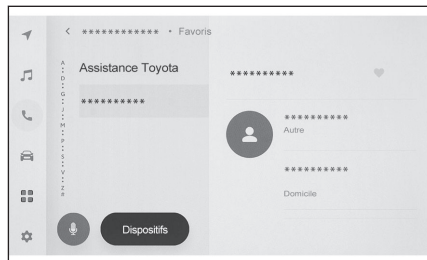 < ************ • Favoris
A
•
D
•
G
•
J
•
M
•
P
•
S
•
V
•
Z
#
Assistance Toyota
**********
**********
**********
Autre
**********
Domicile
Dispositifs